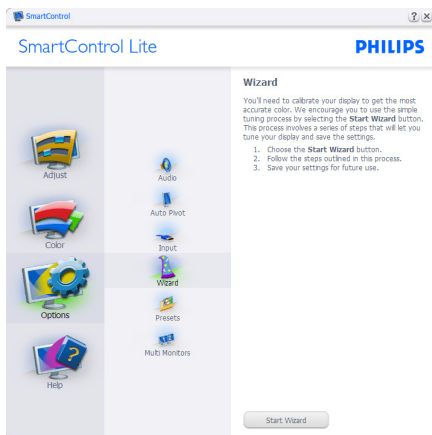 SmartControl
? X
SmartControl Lite
PHILIPS
Adjust
Color
Options
Help
Audio
Auto Pivot
Input
Wizard
Presets
1 2
Multi Monitors
Wizard
You'll need to calibrate your display to get the most
accurate color. We encourage you to use the simple
tuning process by selecting the Start Wizard button.
This process involves a series of steps that will let you
tune your display and save the settings.
1. Choose the Start Wizard button.
2. Follow the steps outlined in this process.
3. Save your settings for future use.
Start Wizard